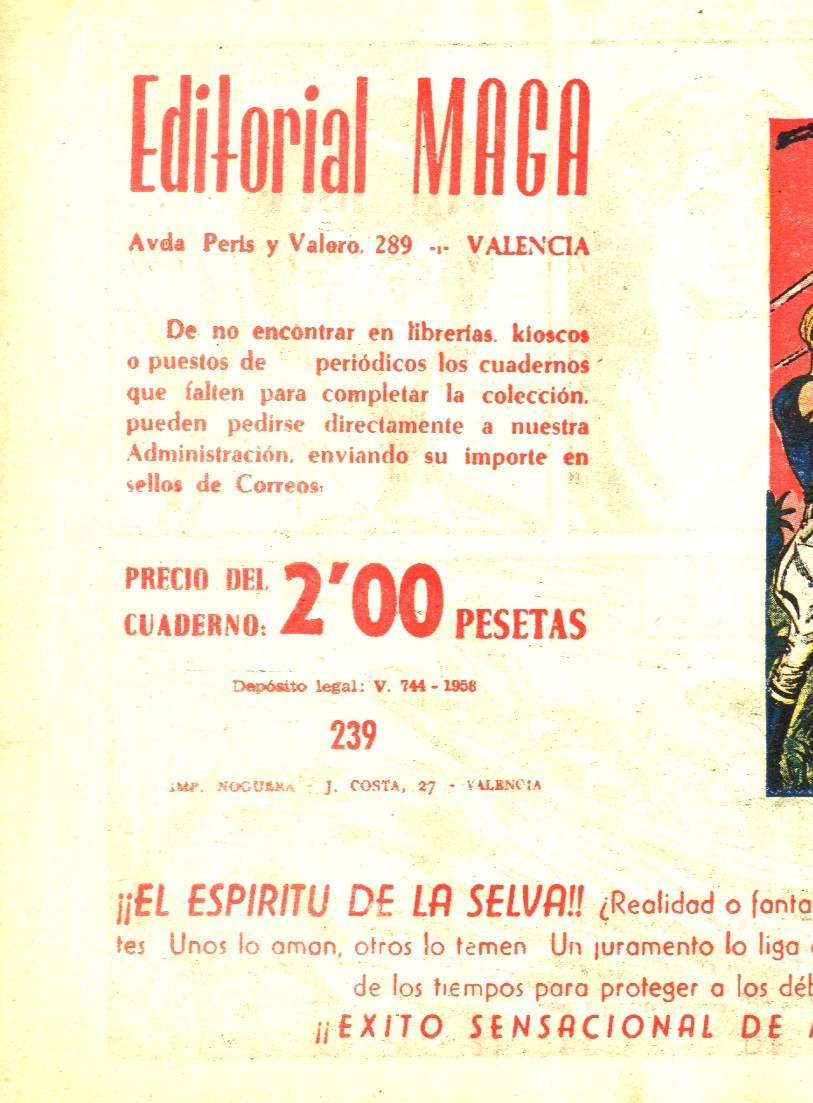 Editorial MAGA
Avda Peris y Valero, 289 -:- VALENCIA
De no encontrar en librerías, kioscos
o puestos de periódicos los cuadernos
que falten para completar la colección,
pueden pedirse directamente a nuestra
Administración, enviando su importe en
sellos de Correos.
PRECIO DEL
CUADERNO: 2'00 PESETAS
Depósito legal: V. 744 - 1958
239
IMP. NOGUERA - J. COSTA, 27 - VALENCIA
¡¡EL ESPIRITU DE LA SELVA!! ¿Realidad o fanta
tes Unos lo aman, otros lo temen Un juramento lo liga
de los tiempos para proteger a los déb
¡¡EXITO SENSACIONAL DE